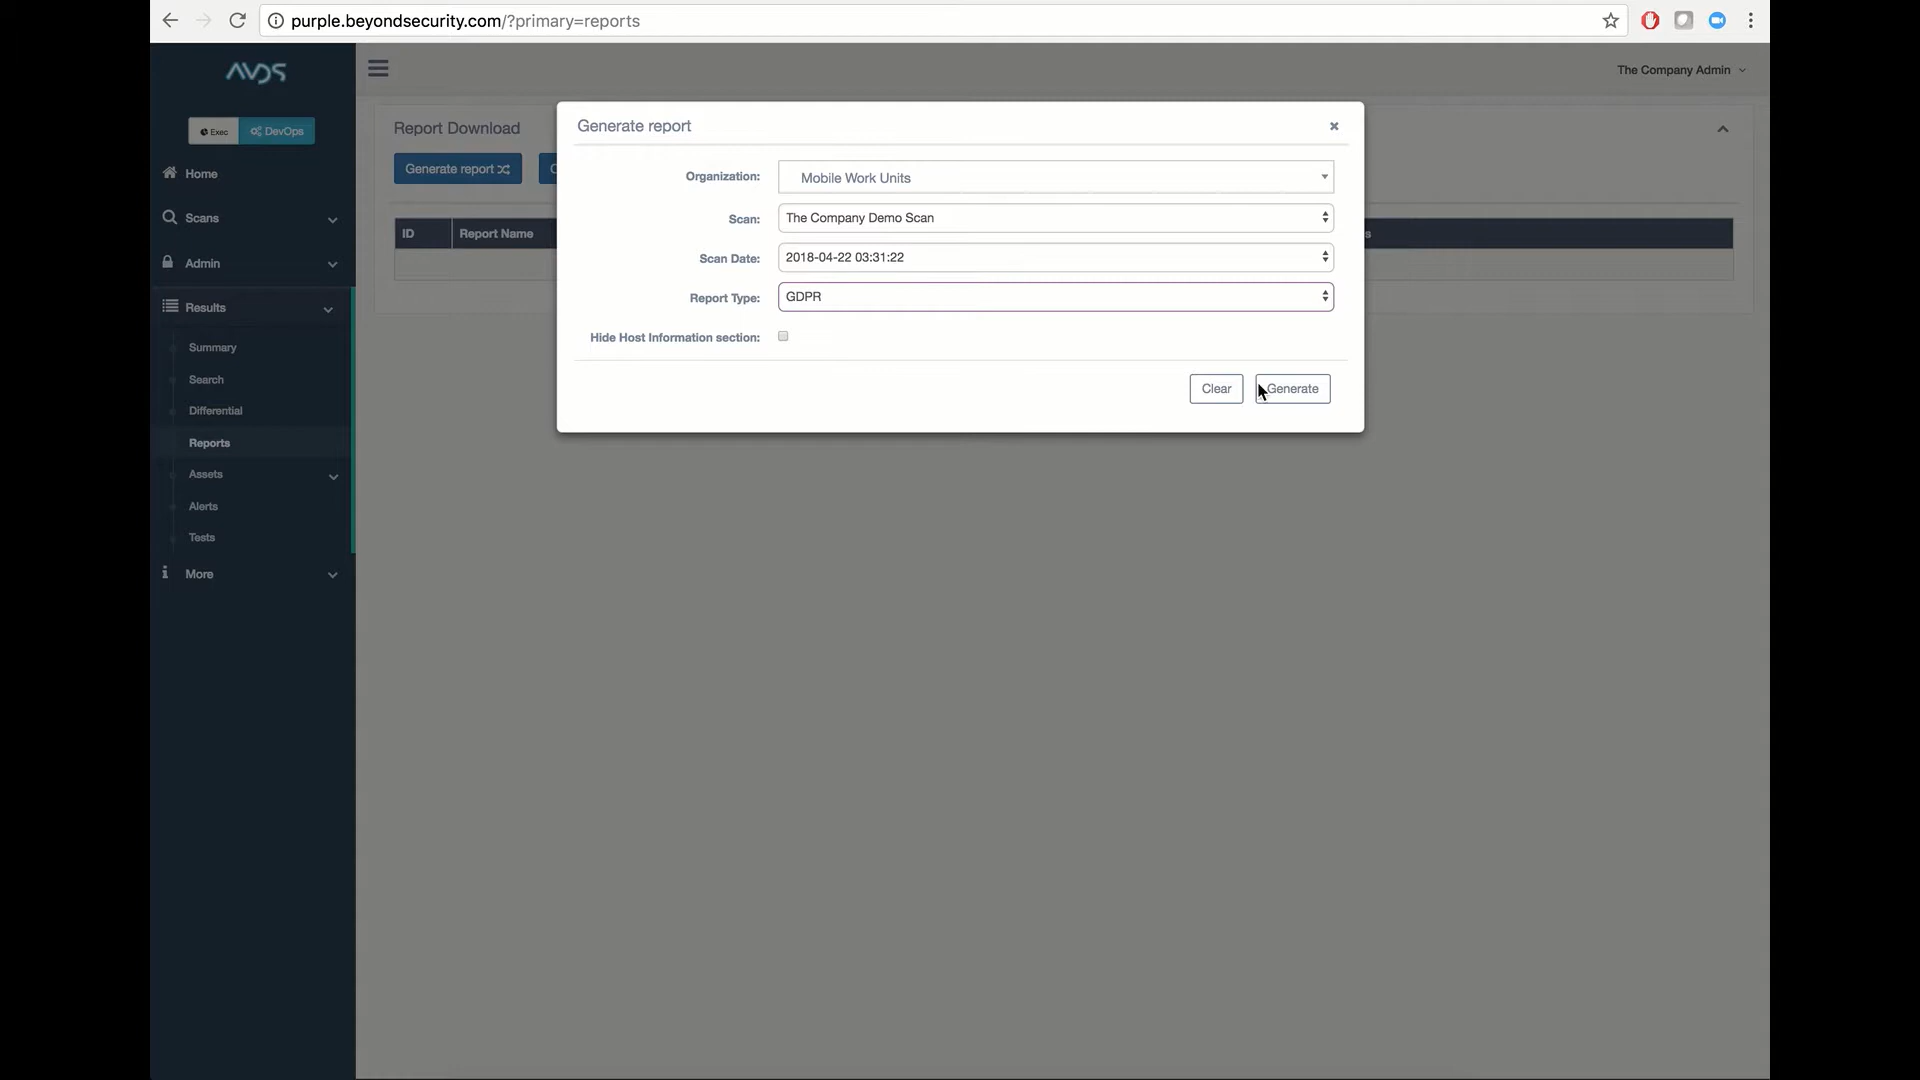 purple.beyondsecurity.com/?primary=reports
AVDS
The Company Admin
Exec
DevOps
Home
Scans
Admin
Results
Summary
Search
Differential
Reports
Assets
Alerts
Tests
More
Report Download
Generate report
ID
Report Name
Generate report
Organization:
Mobile Work Units
Scan:
The Company Demo Scan
Scan Date:
2018-04-22 03:31:22
Report Type:
GDPR
Hide Host Information section:
Clear
Generate